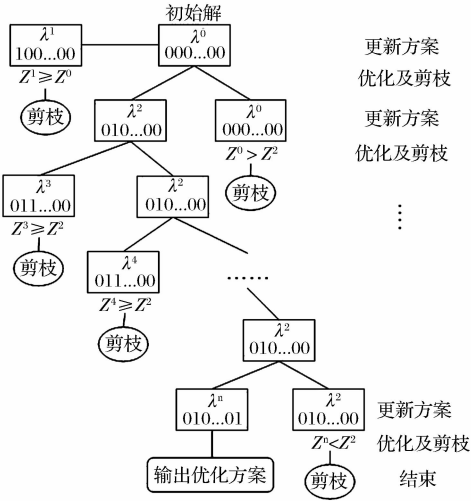 初始解
λ¹
100...00
λ⁰
000...00
更新方案
Z¹≥Z⁰
优化及剪枝
剪枝
λ²
010...00
λ⁰
000...00
更新方案
Z⁰>Z²
优化及剪枝
剪枝
λ³
011...00
λ²
010...00
Z³≥Z²
剪枝
λ⁴
011...00
⋮
......
Z⁴≥Z²
剪枝
λ²
010...00
λⁿ
010...01
λ²
010...00
更新方案
Zⁿ<Z²
优化及剪枝
输出优化方案
剪枝
结束